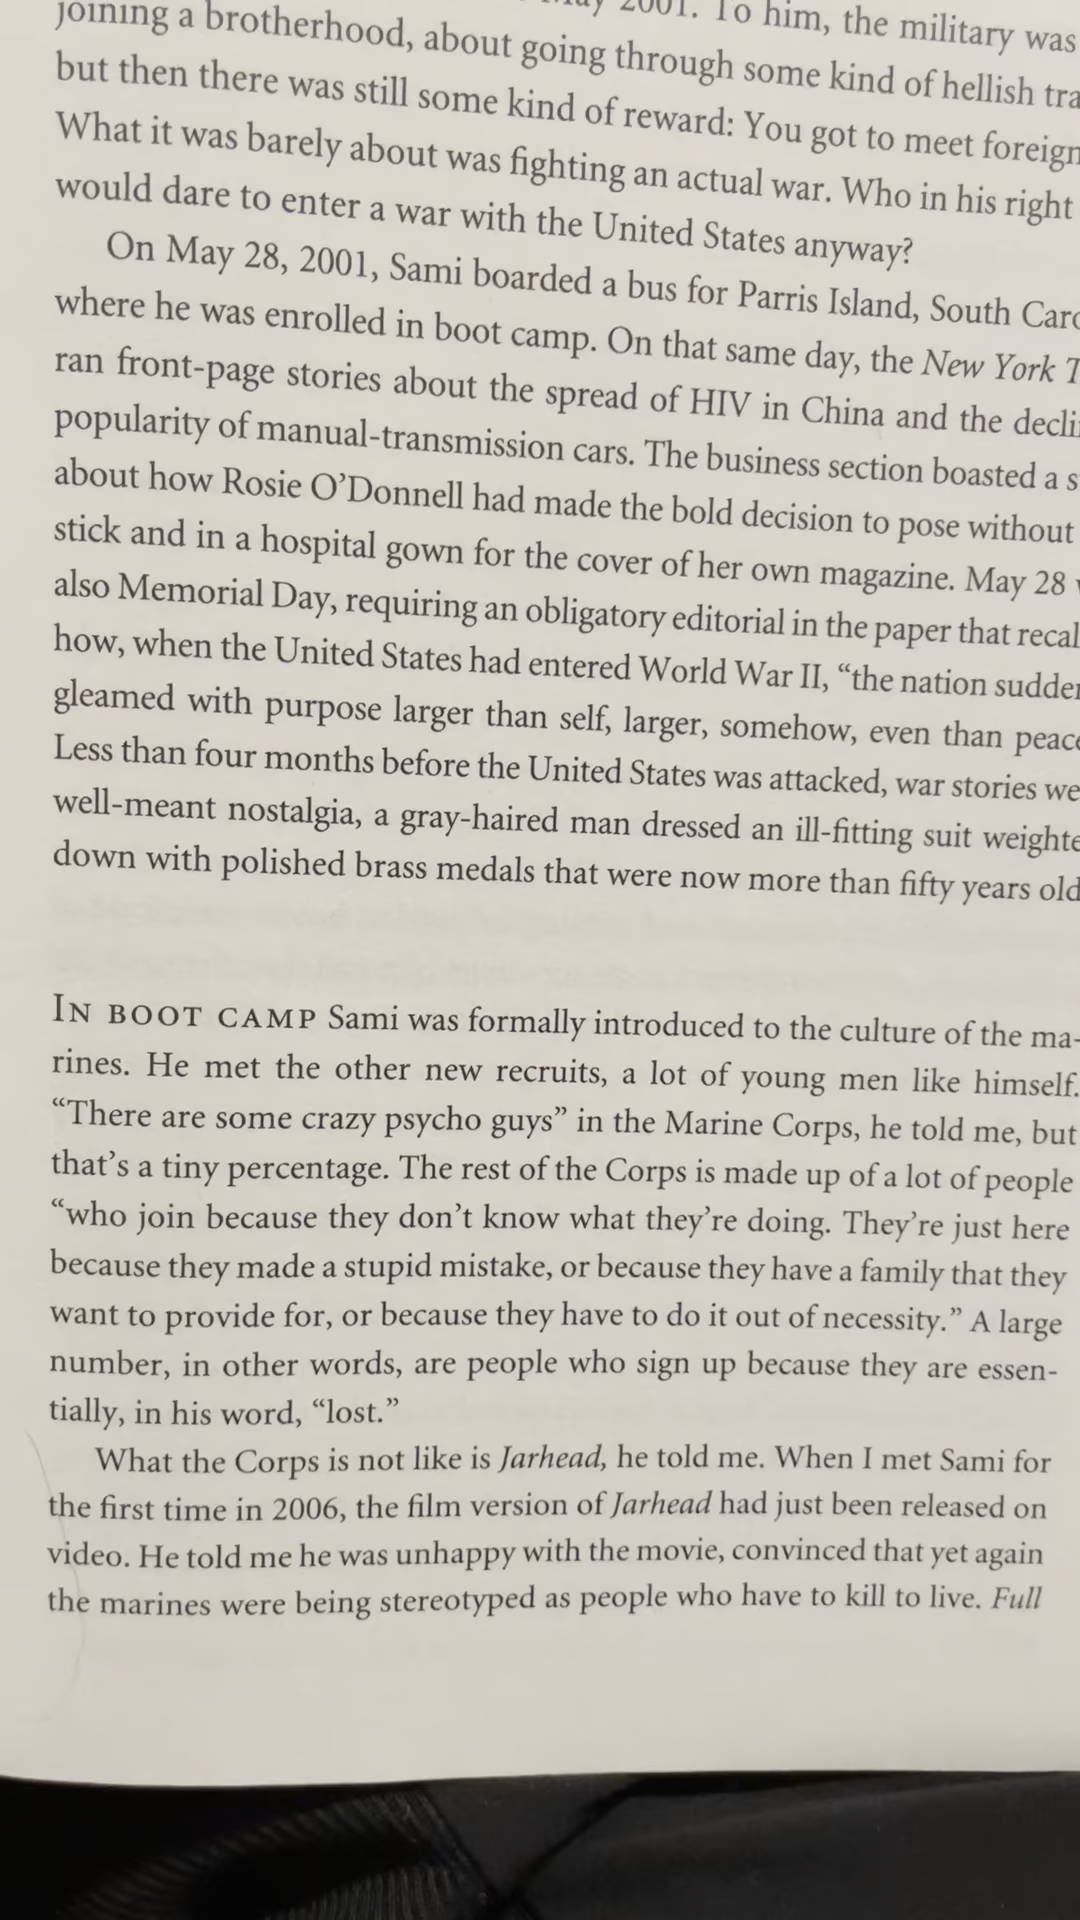 joining a brotherhood, about going through some kind of hellish
but then there was still some kind of reward: You got to meet
What it was barely about was fighting an actual war. Who in his right
would dare to enter a war with the United States anyway?
On May 28, 2001, Sami boarded a bus for Parris Island, South
where he was enrolled in boot camp. On that same day, the New York
ran front-page stories about the spread of HIV in China and the
popularity of manual-transmission cars. The business section boasted a
about how Rosie O’Donnell had made the bold decision to pose without
stick and in a hospital gown for the cover of her own magazine. May 28
also Memorial Day, requiring an obligatory editorial in the paper that
how, when the United States had entered World War II, “the nation
gleamed with purpose larger than self, larger, somehow, even than
Less than four months before the United States was attacked, war stories
well-meant nostalgia, a gray-haired man dressed an ill-fitting suit
down with polished brass medals that were now more than fifty years old
IN BOOT CAMP Sami was formally introduced to the culture of the ma-
rines. He met the other new recruits, a lot of young men like himself.
“There are some crazy psycho guys” in the Marine Corps, he told me, but
that’s a tiny percentage. The rest of the Corps is made up of a lot of people
“who join because they don’t know what they’re doing. They’re just here
because they made a stupid mistake, or because they have a family that they
want to provide for, or because they have to do it out of necessity.” A large
number, in other words, are people who sign up because they are essen-
tially, in his word, “lost.”
What the Corps is not like is Jarhead, he told me. When I met Sami for
the first time in 2006, the film version of Jarhead had just been released on
video. He told me he was unhappy with the movie, convinced that yet again
the marines were being stereotyped as people who have to kill to live. Full